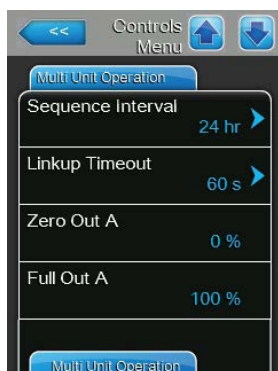 <<
Controls
Menu
Multi Unit Operation
Sequence Interval
24 hr
Linkup Timeout
60 s
Zero Out A
0 %
Full Out A
100 %
Multi Unit Operation